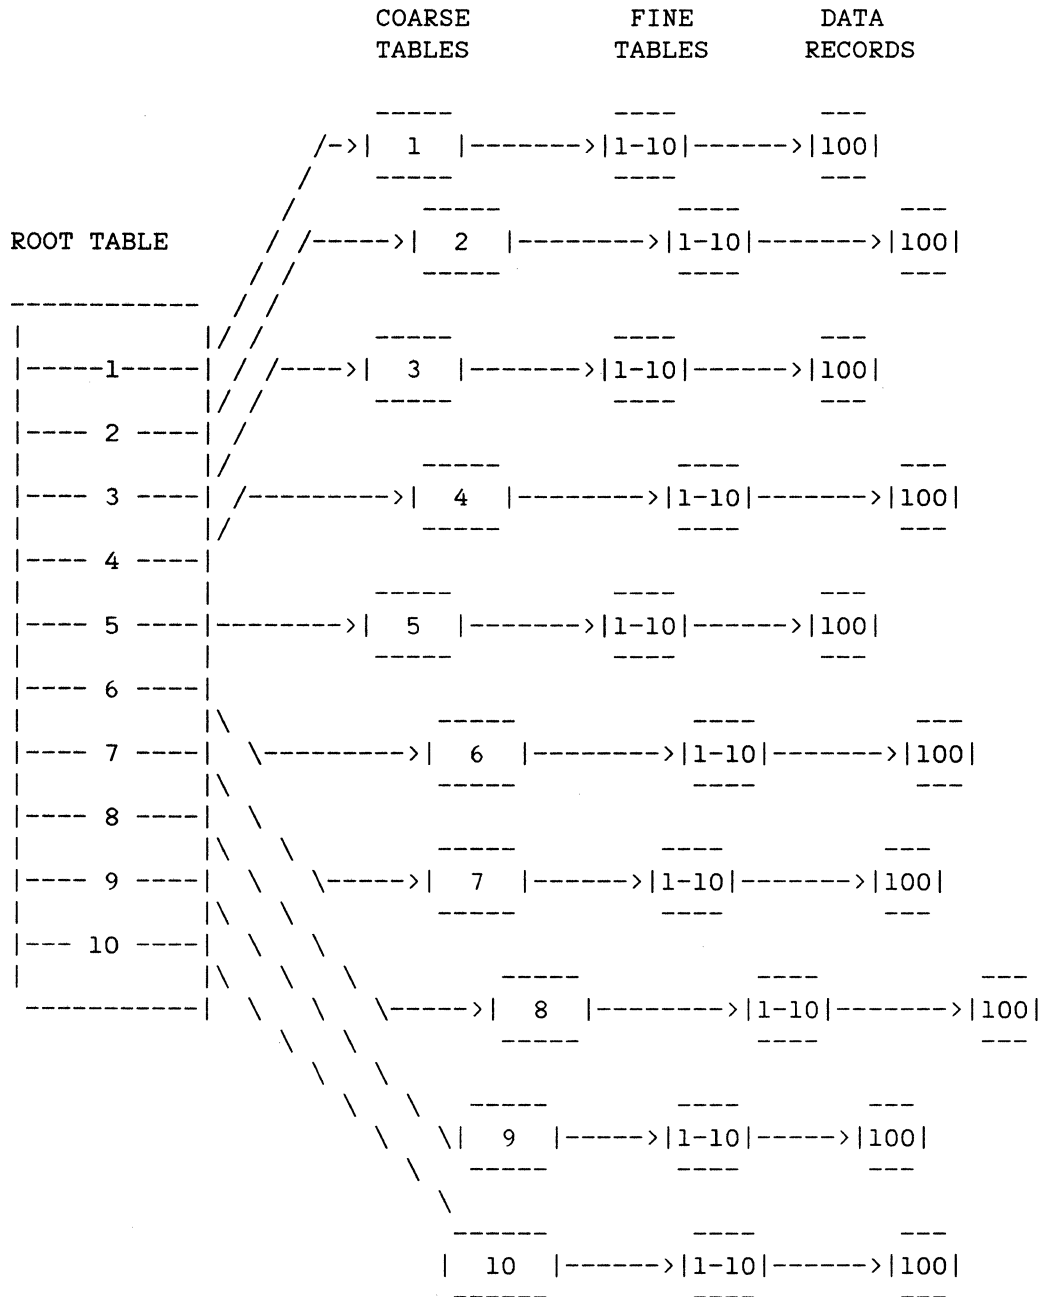 COARSE FINE DATA
TABLES TABLES RECORDS
1 1-10 100
ROOT TABLE 2 1-10 100
1 3 1-10 100
2
3 4 1-10 100
4
5 5 1-10 100
6
7 6 1-10 100
8
9 7 1-10 100
10
8 1-10 100
9 1-10 100
10 1-10 100